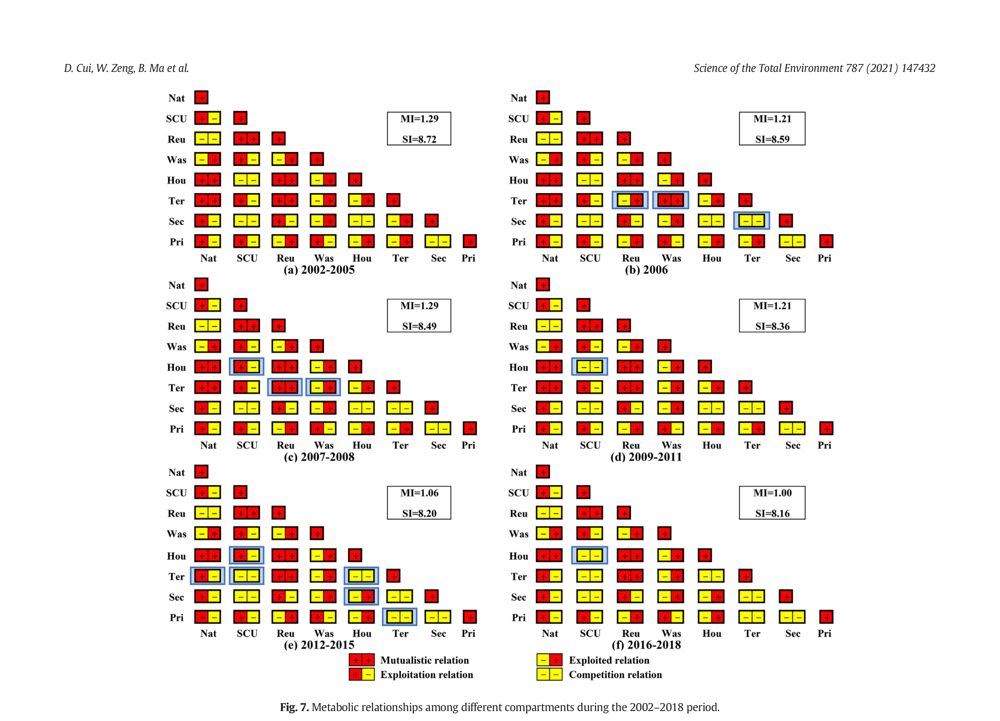 D. Cui, W. Zeng, B. Ma et al.
Science of the Total Environment 787 (2021) 147432
Nat +
SCU + − +
Reu − − + + +
Was − + + − − + +
Hou + + − − + + − + +
Ter + + + − + + − + − + +
Sec + − − − + − − + − − − + +
Pri + − + − − + + − − + − + − − +
Nat SCU Reu Was Hou Ter Sec Pri
MI=1.29
SI=8.72
(a) 2002-2005
Nat +
SCU + − +
Reu − − + + +
Was − + + − − + +
Hou + + − − + + − + +
Ter + + + − − + + + − + +
Sec + − − − + − − + − − − − +
Pri + − + − − + + − − + − + − − +
Nat SCU Reu Was Hou Ter Sec Pri
MI=1.21
SI=8.59
(b) 2006
Nat +
SCU + − +
Reu − − + + +
Was − + + − − + +
Hou + + + − + + − + +
Ter + + + − + + − + − + +
Sec + − − − + − − + − − − − +
Pri + − + − − + + − − + − + − − +
Nat SCU Reu Was Hou Ter Sec Pri
MI=1.29
SI=8.49
(c) 2007-2008
Nat +
SCU + − +
Reu − − + + +
Was − + + − − + +
Hou + + − − + + − + +
Ter + + + − + + − + − + +
Sec + − − − + − − + − − − − +
Pri + − + − − + + − − + − + − − +
Nat SCU Reu Was Hou Ter Sec Pri
MI=1.21
SI=8.36
(d) 2009-2011
Nat +
SCU + − +
Reu − − + + +
Was − + + − − + +
Hou + + + − + + − + +
Ter + − − − + + − + − − +
Sec + − − − + − − + − + − − +
Pri + − + − − + + − − + − − − − +
Nat SCU Reu Was Hou Ter Sec Pri
MI=1.06
SI=8.20
(e) 2012-2015
Nat +
SCU + − +
Reu − − + + +
Was − + + − − + +
Hou + + − − + + − + +
Ter + − − − + + − + − − +
Sec + − − − + − − + − + − − +
Pri + − + − − + + − − + − − − − +
Nat SCU Reu Was Hou Ter Sec Pri
MI=1.00
SI=8.16
(f) 2016-2018
+ + Mutualistic relation
− + Exploited relation
+ − Exploitation relation
− − Competition relation
Fig. 7. Metabolic relationships among different compartments during the 2002–2018 period.